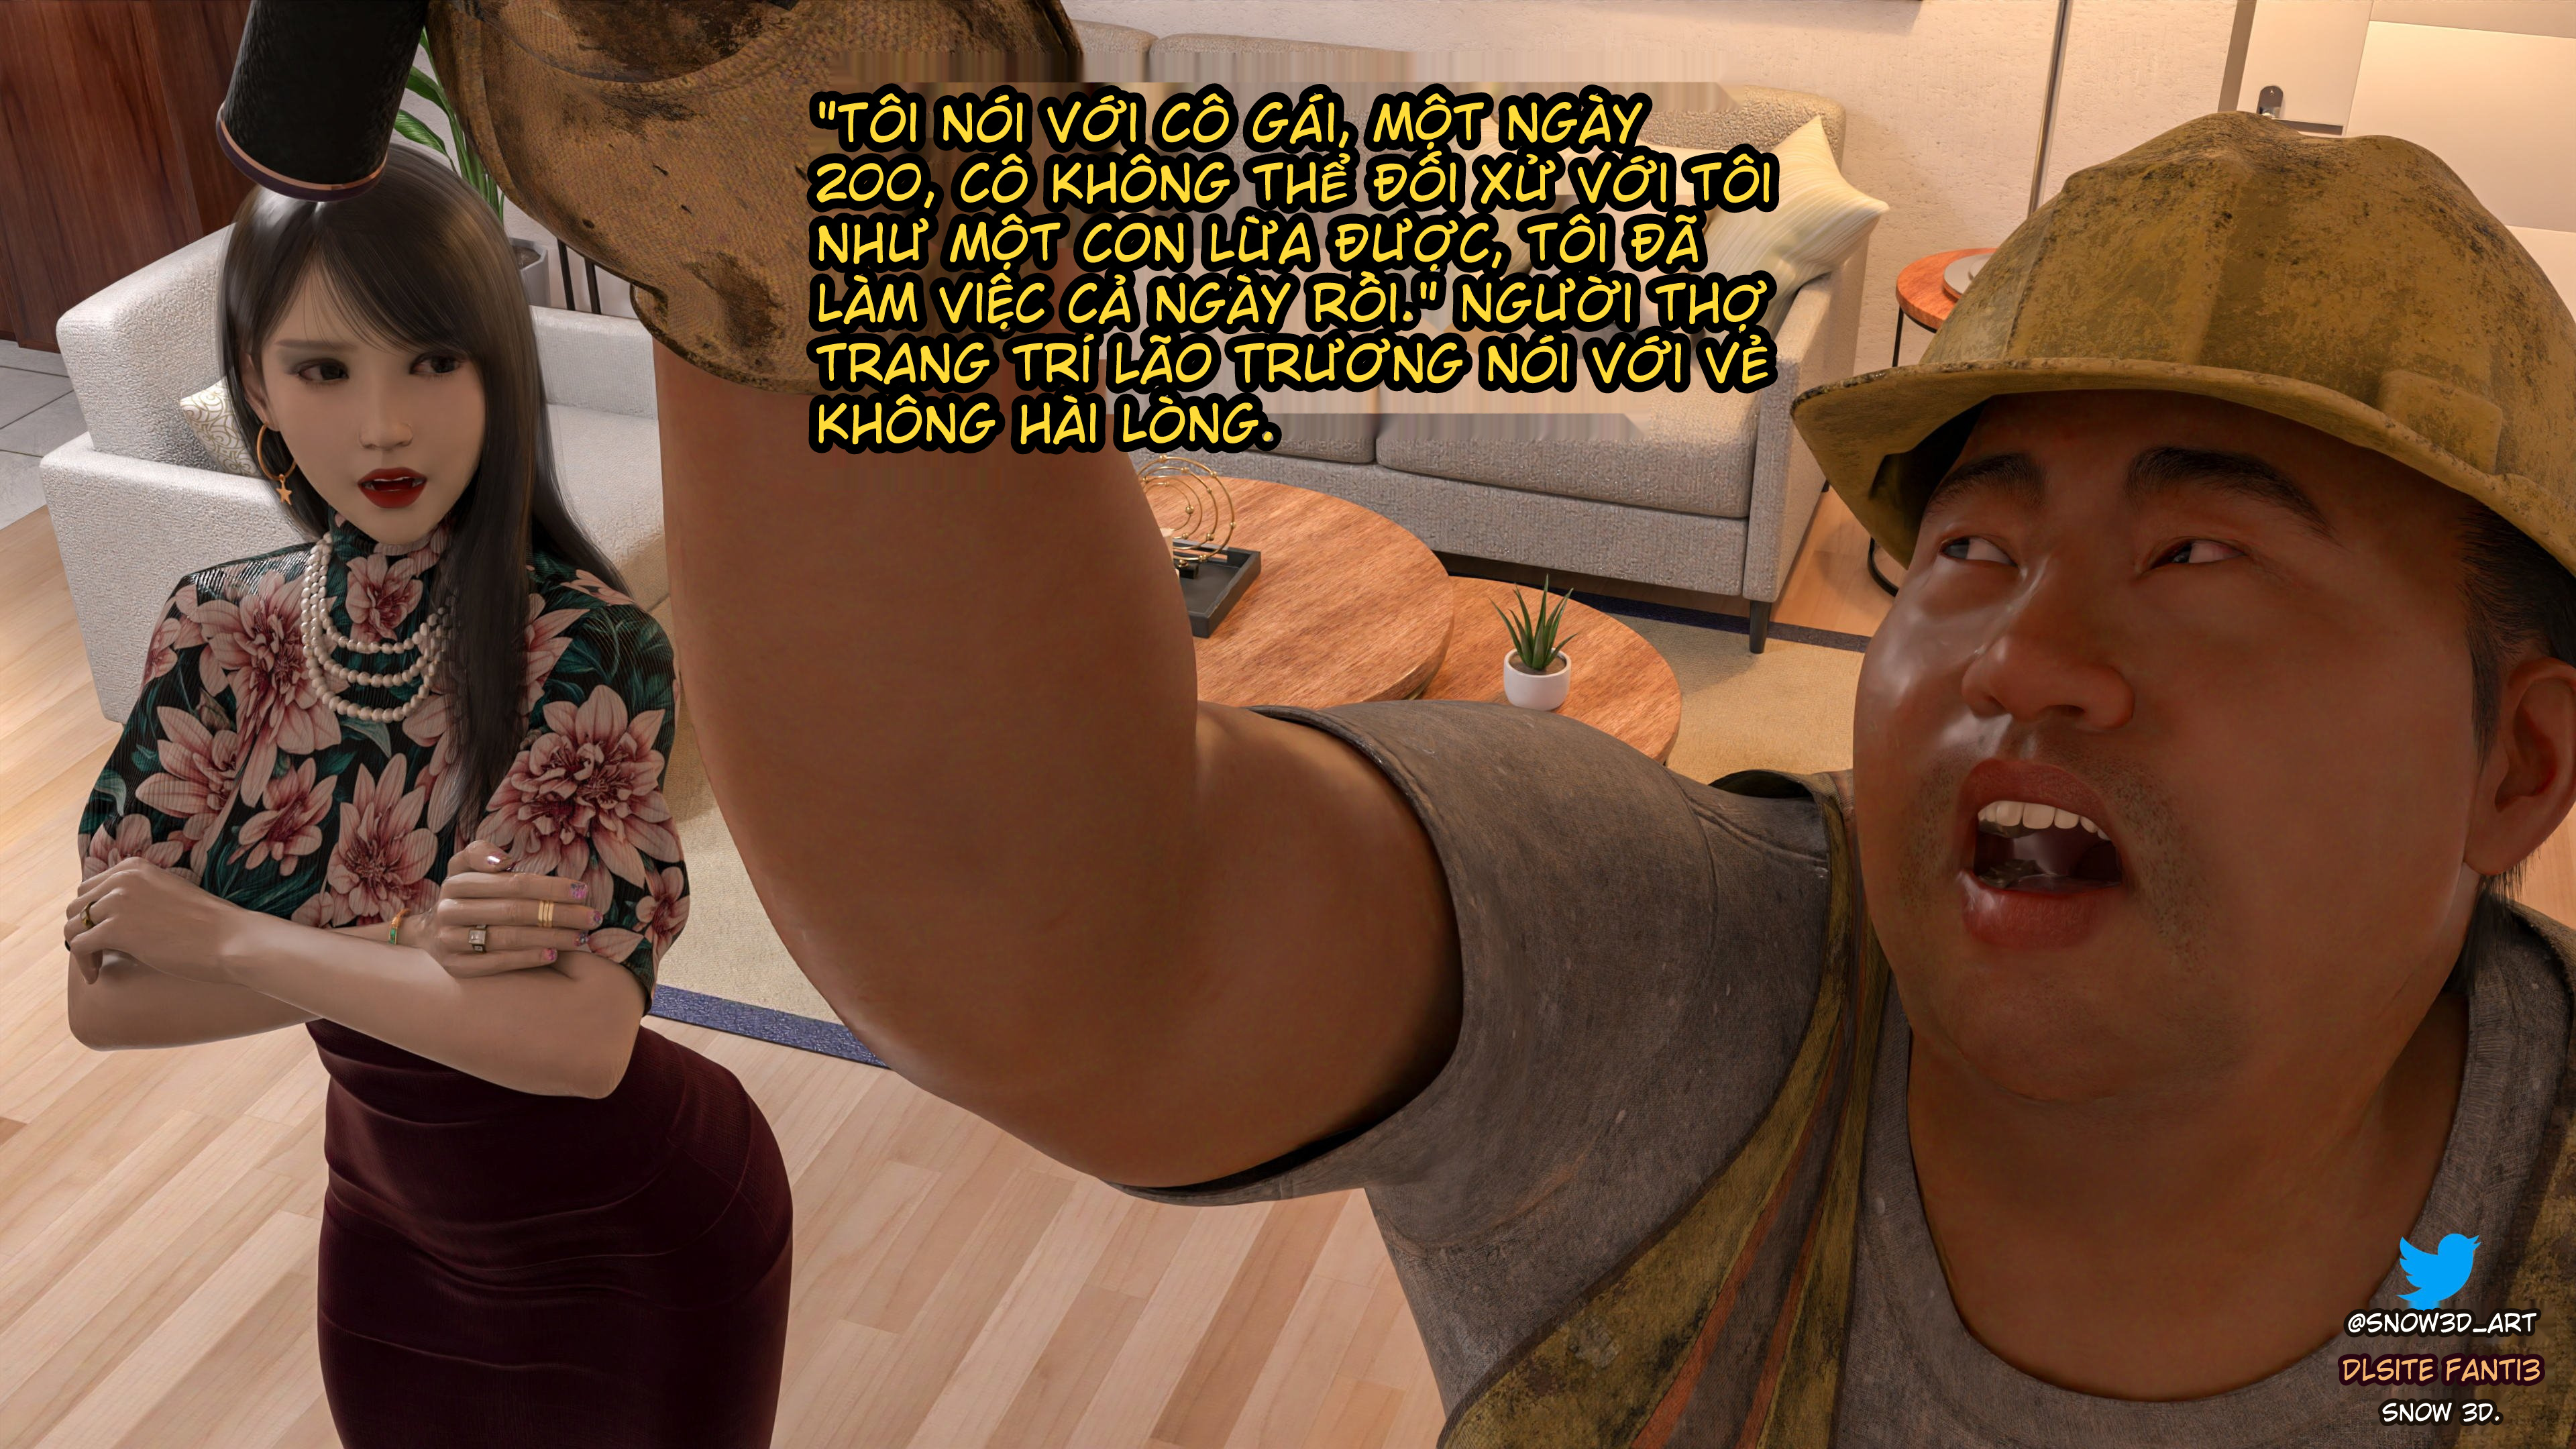 "TÔI NÓI VỚI CÔ GÁI, MỘT NGÀY
200, CÔ KHÔNG THỂ ĐỐI XỬ VỚI TÔI
NHƯ MỘT CON LỪA ĐƯỢC, TÔI ĐÃ
LÀM VIỆC CẢ NGÀY RỒI." NGƯỜI THỢ
TRANG TRÍ LÃO TRƯƠNG NÓI VỚI VẺ
KHÔNG HÀI LÒNG.
@SNOW3D_ART
DLSITE FANTI3
SNOW 3D.